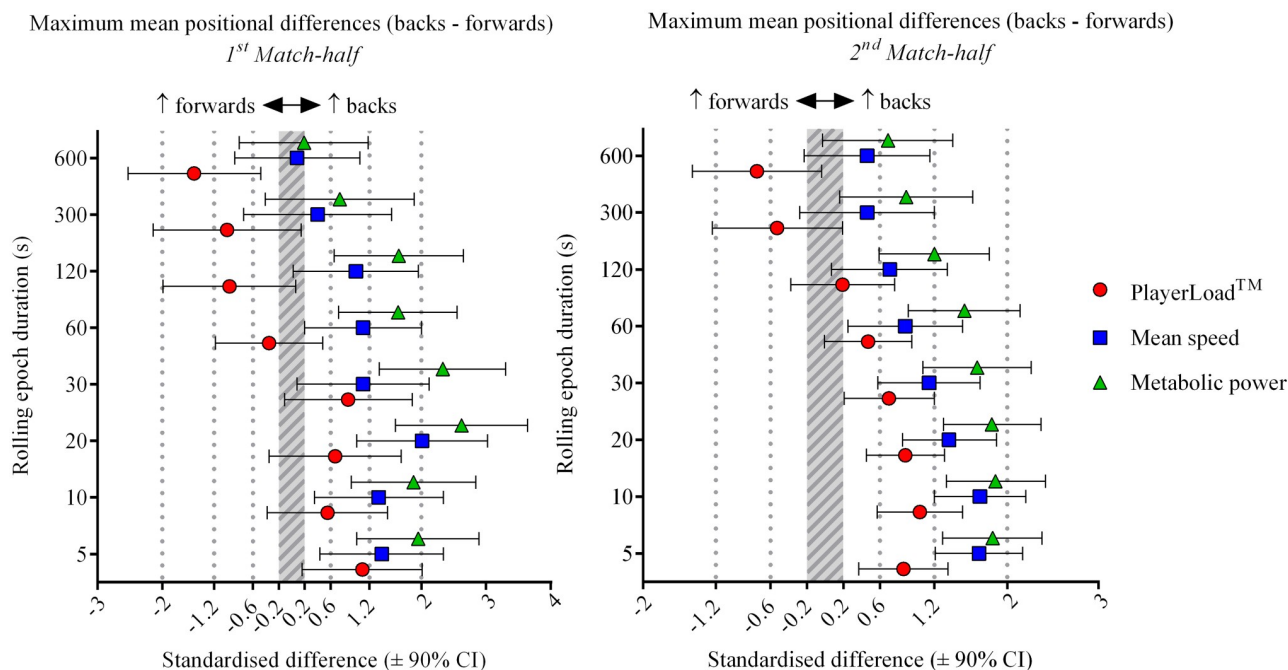 Maximum mean positional differences (backs - forwards)
1st Match-half
↑ forwards ↔ ↑ backs
Rolling epoch duration (s)
600
300
120
60
30
20
10
5
-3 -2 -1.2 -0.6 -0.2 0.2 0.6 1.2 2 3 4
Standardised difference (± 90% CI)
Maximum mean positional differences (backs - forwards)
2nd Match-half
↑ forwards ↔ ↑ backs
Rolling epoch duration (s)
600
300
120
60
30
20
10
5
-2 -1.2 -0.6 -0.2 0.2 0.6 1.2 2 3
Standardised difference (± 90% CI)
PlayerLoad™
Mean speed
Metabolic power